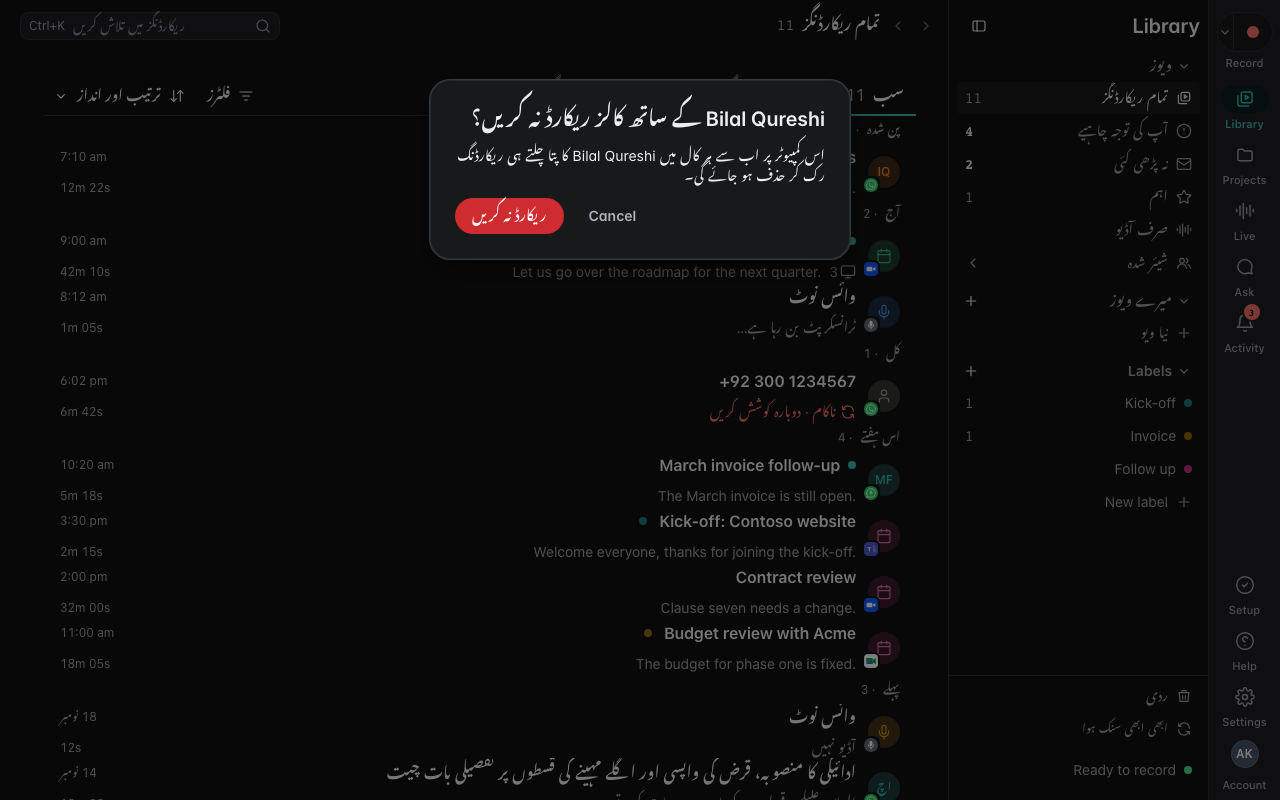 Library
ویوز
تمام ریکارڈنگز 11
آپ کی توجہ چاہیے 4
نہ پڑھی گئی 2
اہم 1
صرف آڈیو
شیئر شدہ
میرے ویوز
نیا ویو
Labels
Kick-off 1
Invoice 1
Follow up
New label
ردی
ابھی ابھی سنک ہوا
Ready to record
Record
Library
Projects
Live
Ask
3
Activity
Setup
Help
Settings
AK
Account
تمام ریکارڈنگز 11
ریکارڈنگز میں تلاش کریں Ctrl+K
سب 11
فلٹرز
ترتیب اور انداز
Bilal Qureshi کے ساتھ کالز ریکارڈ نہ کریں؟
اس کمپیوٹر پر اب سے ہر کال میں Bilal Qureshi کا پتا چلتے ہی ریکارڈنگ
رک کر حذف ہو جائے گی۔
ریکارڈ نہ کریں
Cancel
پن شدہ
IQ
7:10 am
12m 22s
آج · 2
9:00 am
Let us go over the roadmap for the next quarter. 3
42m 10s
وائس نوٹ
8:12 am
ٹرانسکرپٹ بن رہا ہے...
1m 05s
کل · 1
+92 300 1234567
6:02 pm
ناکام · دوبارہ کوشش کریں
6m 42s
اس ہفتے · 4
MF
March invoice follow-up
10:20 am
The March invoice is still open.
5m 18s
Kick-off: Contoso website
3:30 pm
Welcome everyone, thanks for joining the kick-off.
2m 15s
Contract review
2:00 pm
Clause seven needs a change.
32m 00s
Budget review with Acme
11:00 am
The budget for phase one is fixed.
18m 05s
پہلے · 3
وائس نوٹ
18 نومبر
آڈیو نہیں
12s
اچ
ادائیگی کا منصوبہ، قرض کی واپسی اور اگلے مہینے کی قسطوں پر تفصیلی بات چیت
14 نومبر